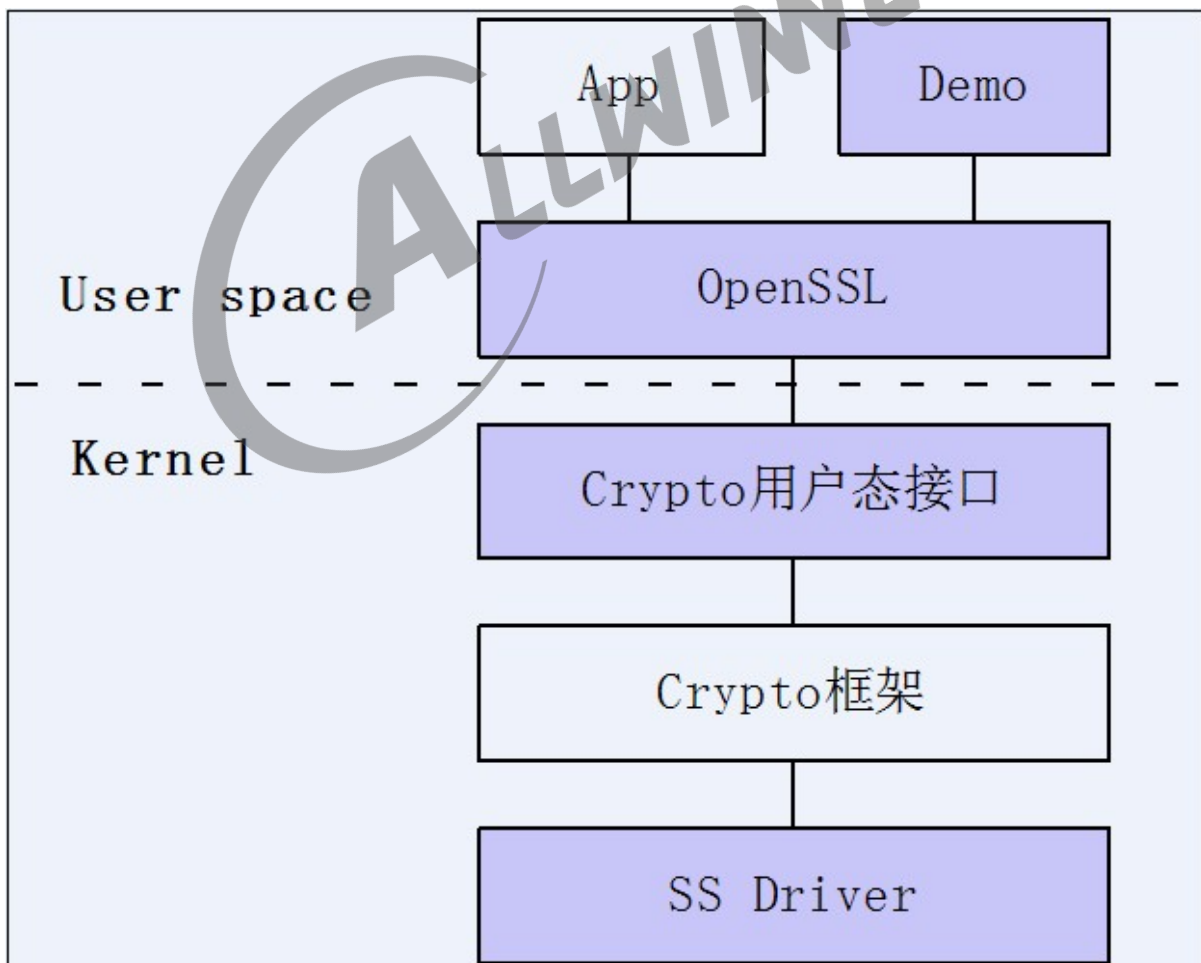 App
Demo
OpenSSL
User space
Kernel
Crypto用户态接口
Crypto框架
SS Driver